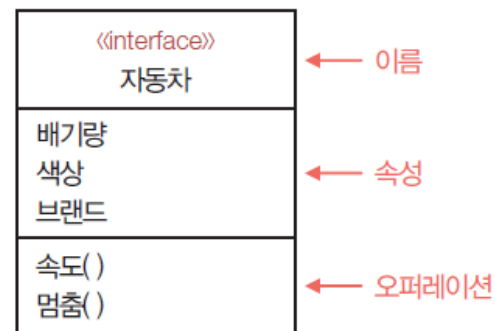 《interface》
자동차
이름
배기량
색상
브랜드
속성
속도( )
멈춤( )
오퍼레이션